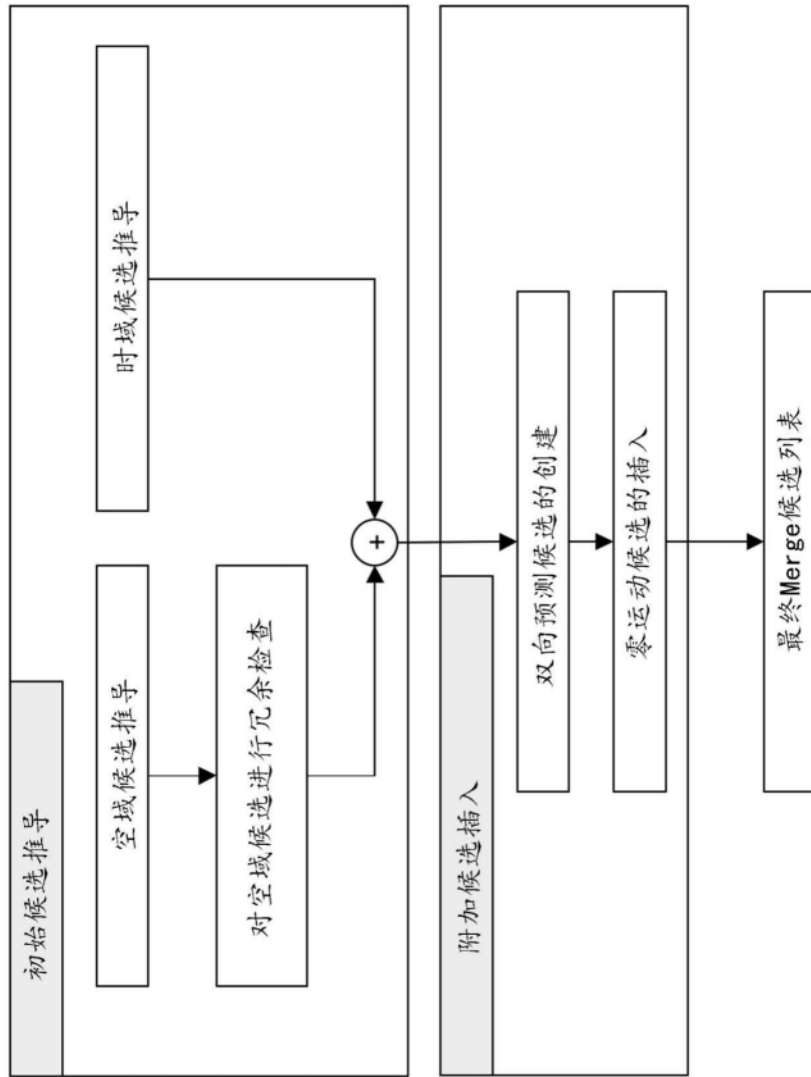 初始候选推导
空域候选推导
时域候选推导
对空域候选进行冗余检查
+
附加候选插入
双向预测候选的创建
零运动候选的插入
最终Merge候选列表